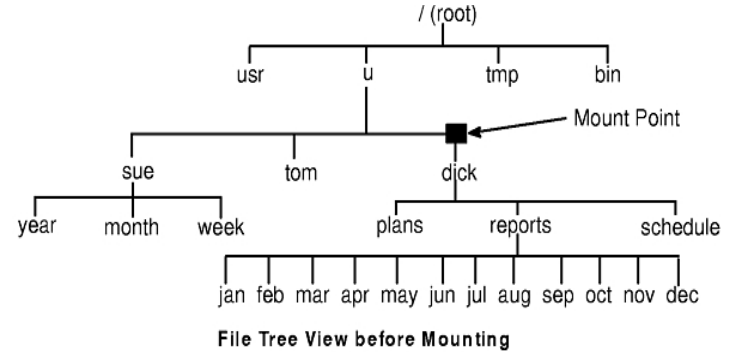 / (root)
usr u tmp bin
Mount Point
sue tom dick
year month week plans reports schedule
jan feb mar apr may jun jul aug sep oct nov dec
File Tree View before Mounting